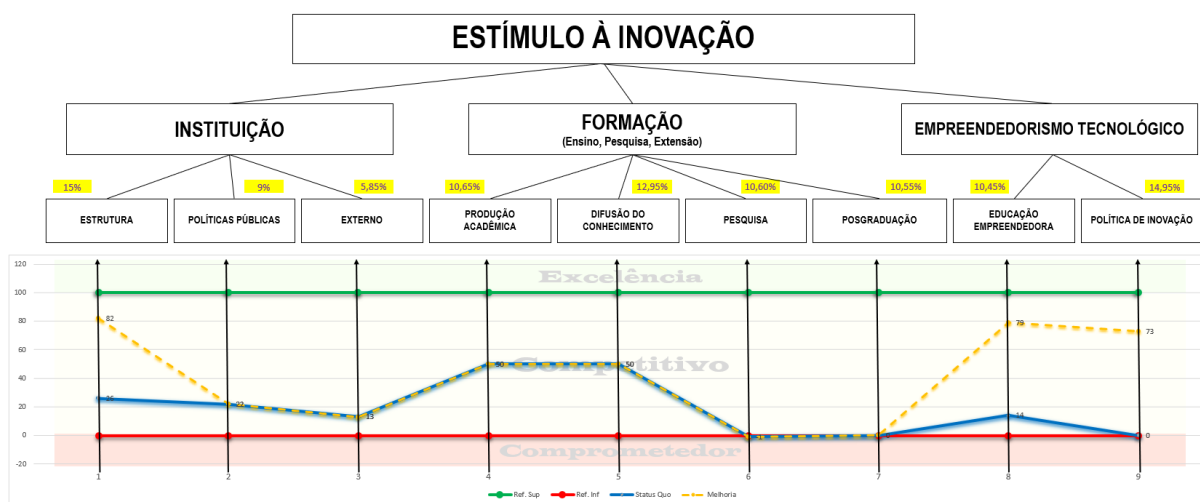 ESTÍMULO À INOVAÇÃO
INSTITUIÇÃO
FORMAÇÃO
(Ensino, Pesquisa, Extensão)
EMPREENDEDORISMO TECNOLÓGICO
15%
9%
5,85%
10,65%
12,95%
10,60%
10,55%
10,45%
14,95%
ESTRUTURA
POLÍTICAS PÚBLICAS
EXTERNO
PRODUÇÃO
ACADÊMICA
DIFUSÃO DO
CONHECIMENTO
PESQUISA
POSGRADUAÇÃO
EDUCAÇÃO
EMPREENDEDORA
POLÍTICA DE INOVAÇÃO
120
100
80
60
40
20
0
-20
Excelência
Competitivo
Comprometedor
82
26
22
13
50
50
-1
79
14
73
0
1 2 3 4 5 6 7 8 9
Ref. Sup Ref. Inf Status Quo Melhoria